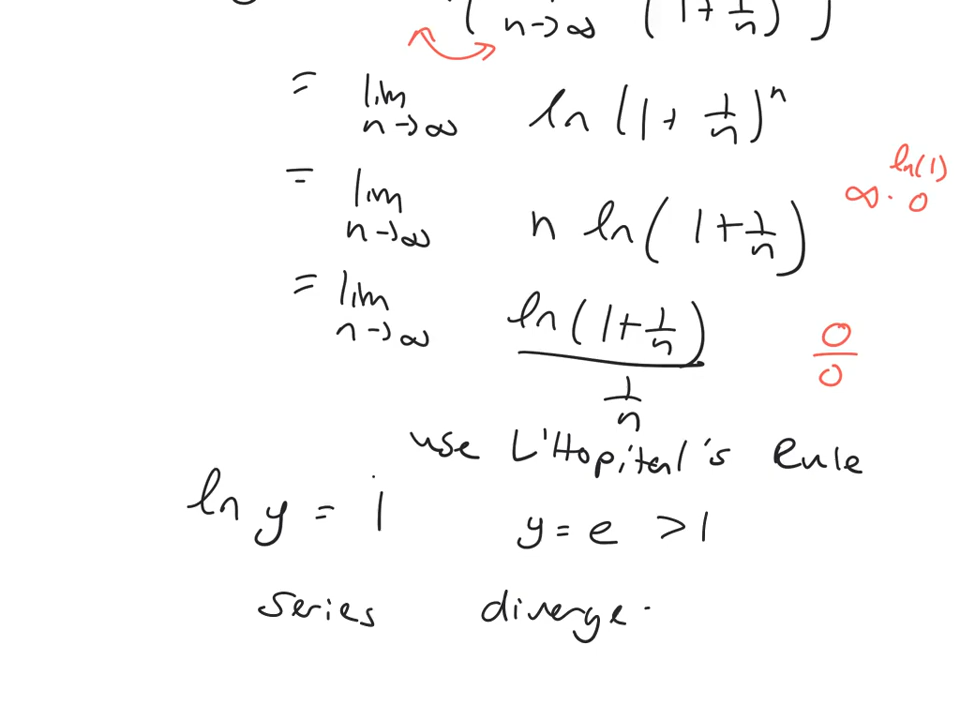 ( lim n→∞ (1 + 1/n) )
= lim n→∞ ln (1 + 1/n)^n
= lim n→∞ n ln (1 + 1/n) ∞ · 0 ln(1)
= lim n→∞ ln (1 + 1/n) / 1/n 0/0
use L'Hopital's Rule
ln y = 1 y = e > 1
series diverge.